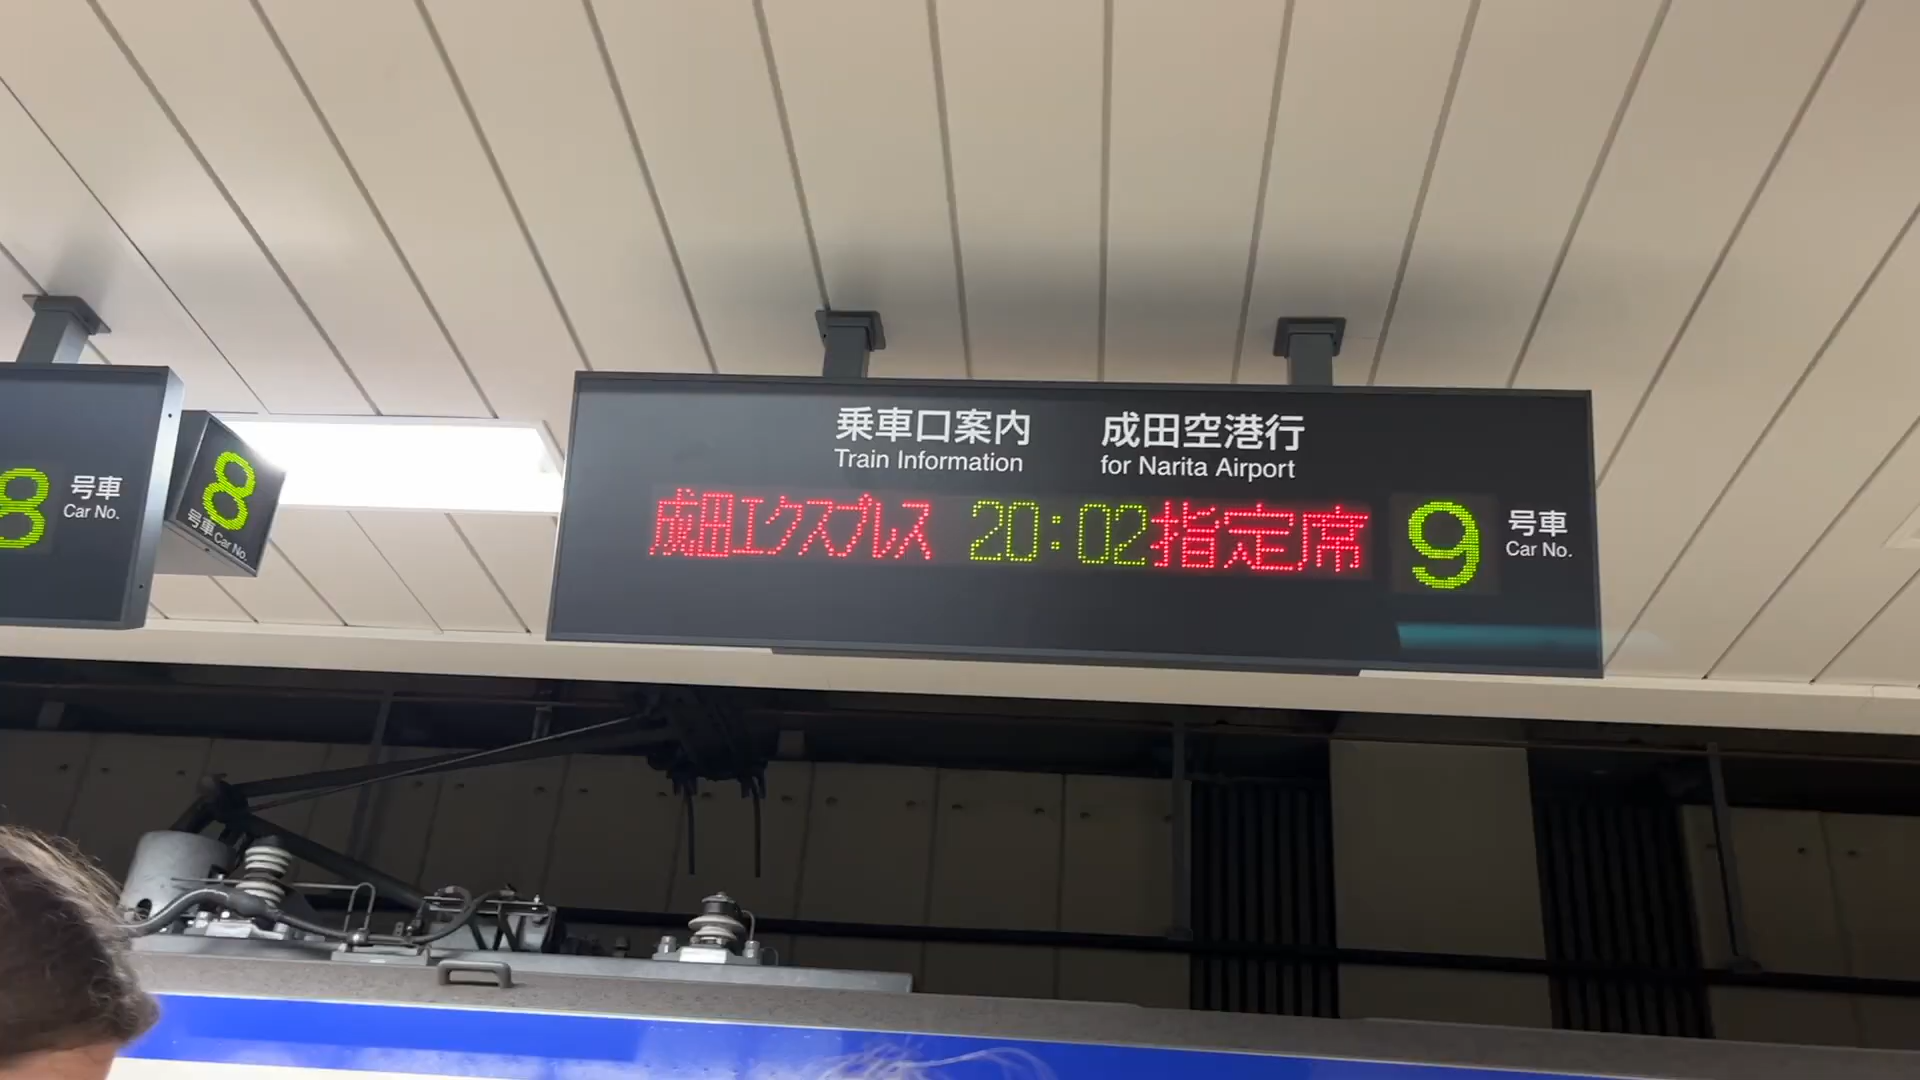 8 号車
Car No.
8
号車 Car No.
乗車口案内 成田空港行
Train Information for Narita Airport
成田エクスプレス 20:02 指定席 9 号車
Car No.